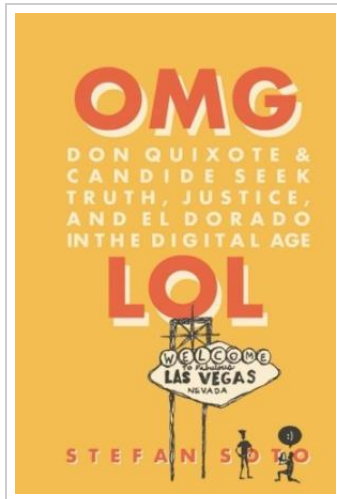 OMG
DON QUIXOTE &
CANDIDE SEEK
TRUTH, JUSTICE,
AND EL DORADO
IN THE DIGITAL AGE
LOL
WELCOME
To Fabulous
LAS VEGAS
NEVADA
:)
STEFAN SOTO